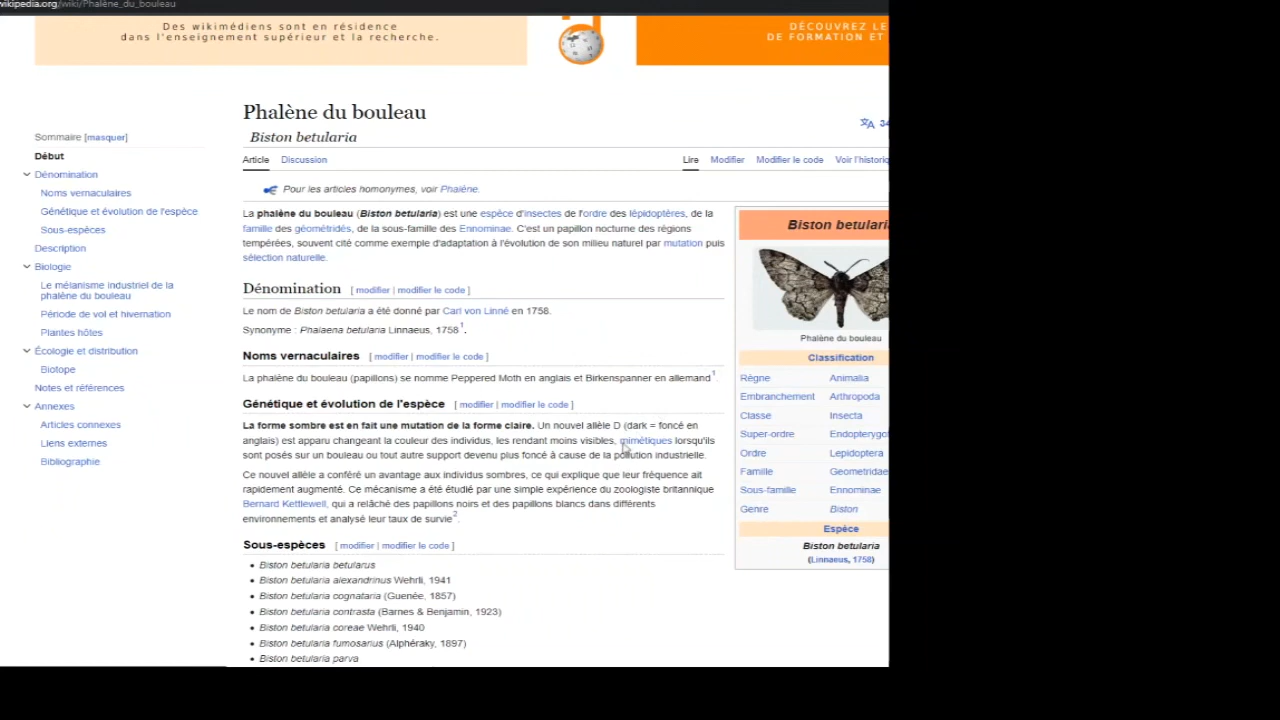 wikipedia.org/wiki/Phalène_du_bouleau
Des wikimédiens sont en résidence
dans l'enseignement supérieur et la recherche.
DÉCOUVREZ LE
DE FORMATION ET
Phalène du bouleau
Biston betularia
Sommaire [masquer]
Début
Dénomination
Noms vernaculaires
Génétique et évolution de l'espèce
Sous-espèces
Description
Biologie
Le mécanisme industriel de la
phalène du bouleau
Période de vol et hivernation
Plantes hôtes
Écologie et distribution
Biotope
Notes et références
Annexes
Articles connexes
Liens externes
Bibliographie
Article Discussion
Lire Modifier Modifier le code Voir l'historiq
Pour les articles homonymes, voir Phalène.
La phalène du bouleau (Biston betularia) est une espèce d'insectes de l'ordre des lépidoptères, de la
famille des géométridés, de la sous-famille des Ennominae. C'est un papillon nocturne des régions
tempérées, souvent cité comme exemple d'adaptation à l'évolution de son milieu naturel par mutation puis
sélection naturelle.
Dénomination [ modifier | modifier le code ]
Le nom de Biston betularia a été donné par Carl von Linné en 1758.
Synonyme : Phalaena betularia Linnaeus, 1758 1.
Noms vernaculaires [ modifier | modifier le code ]
La phalène du bouleau (papillons) se nomme Peppered Moth en anglais et Birkenspanner en allemand 1.
Génétique et évolution de l'espèce [ modifier | modifier le code ]
La forme sombre est en fait une mutation de la forme claire. Un nouvel allèle D (dark = foncé en
anglais) est apparu changeant la couleur des individus, les rendant moins visibles, mimétiques lorsqu'ils
sont posés sur un bouleau ou tout autre support devenu plus foncé à cause de la pollution industrielle.
Ce nouvel allèle a conféré un avantage aux individus sombres, ce qui explique que leur fréquence ait
rapidement augmenté. Ce mécanisme a été étudié par une simple expérience du zoologiste britannique
Bernard Kettlewell, qui a relâché des papillons noirs et des papillons blancs dans différents
environnements et analysé leur taux de survie 2.
Sous-espèces [ modifier | modifier le code ]
Biston betularia betularus
Biston betularia alexandrinus Wehrli, 1941
Biston betularia cognataria (Guenée, 1857)
Biston betularia contrasta (Barnes & Benjamin, 1923)
Biston betularia coreae Wehrli, 1940
Biston betularia fumosarius (Alphéraky, 1897)
Biston betularia parva
Biston betulari
Phalène du bouleau
Classification
Règne Animalia
Embranchement Arthropoda
Classe Insecta
Super-ordre Endopterygot
Ordre Lepidoptera
Famille Geometridae
Sous-famille Ennominae
Genre Biston
Espèce
Biston betularia
(Linnaeus, 1758)